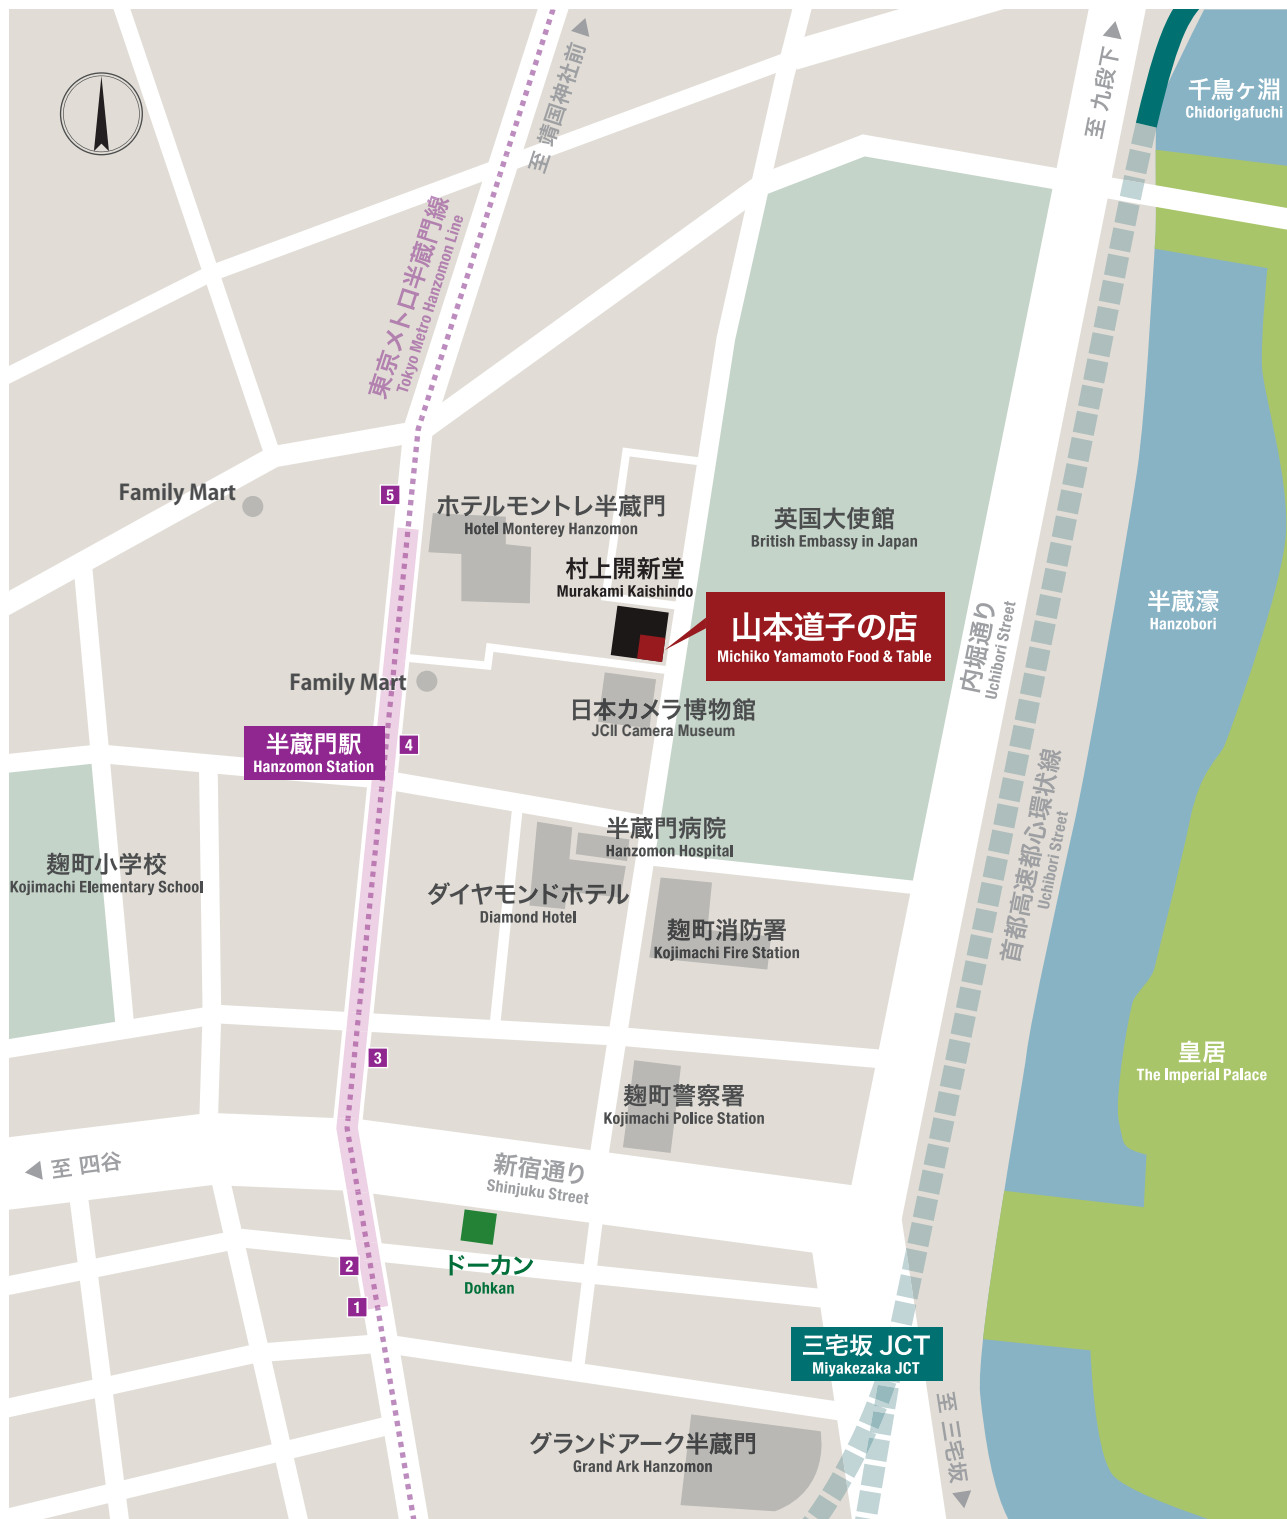 至 靖国神社前
至 九段下
千鳥ヶ淵
Chidorigafuchi
東京メトロ半蔵門線
Tokyo Metro Hanzomon Line
Family Mart
5
ホテルモントレ半蔵門
Hotel Monterey Hanzomon
英国大使館
British Embassy in Japan
村上開新堂
Murakami Kaishindo
山本道子の店
Michiko Yamamoto Food & Table
内堀通り
Uchibori Street
半蔵濠
Hanzobori
Family Mart
日本カメラ博物館
JCII Camera Museum
半蔵門駅
Hanzomon Station
4
首都高速都心環状線
Uchibori Street
半蔵門病院
Hanzomon Hospital
麹町小学校
Kojimachi Elementary School
ダイヤモンドホテル
Diamond Hotel
麹町消防署
Kojimachi Fire Station
3
皇居
The Imperial Palace
麹町警察署
Kojimachi Police Station
至 四谷
新宿通り
Shinjuku Street
2
ドーカン
Dohkan
1
三宅坂 JCT
Miyakezaka JCT
至 三宅坂
グランドアーク半蔵門
Grand Ark Hanzomon